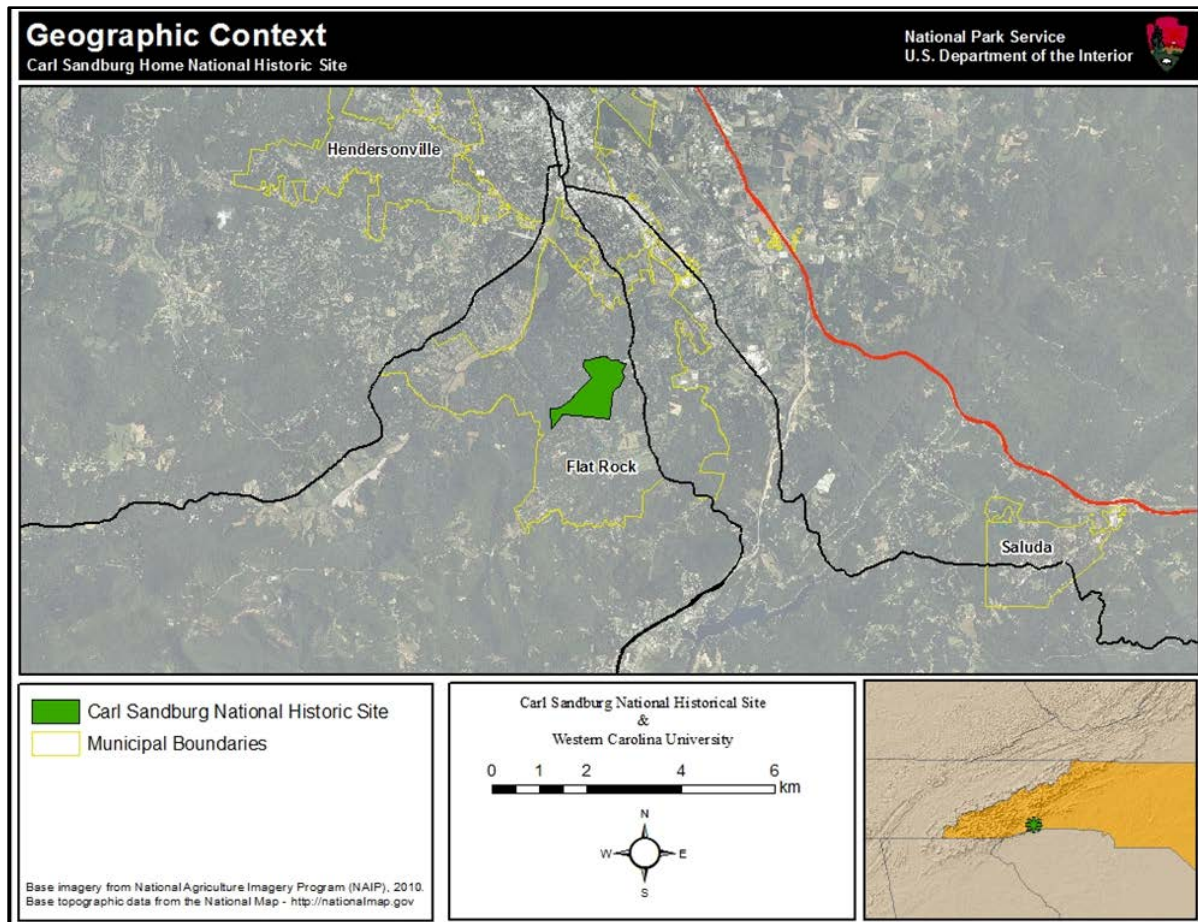 Geographic Context
Carl Sandburg Home National Historic Site
National Park Service
U.S. Department of the Interior
Hendersonville
Flat Rock
Saluda
Carl Sandburg National Historic Site
Municipal Boundaries
Base imagery from National Agriculture Imagery Program (NAIP), 2010.
Base topographic data from the National Map - http://nationalmap.gov
Carl Sandburg National Historical Site
&
Western Carolina University
0 1 2 4 6
km
N
W E
S